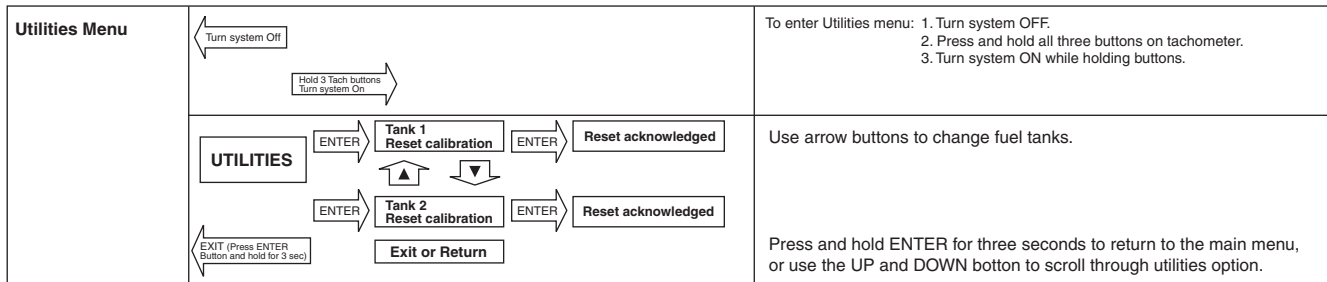 Utilities Menu
Turn system Off
Hold 3 Tach buttons
Turn system On
To enter Utilities menu: 1. Turn system OFF.
2. Press and hold all three buttons on tachometer.
3. Turn system ON while holding buttons.
UTILITIES
ENTER
Tank 1
Reset calibration
ENTER
Reset acknowledged
▲ ▼
ENTER
Tank 2
Reset calibration
ENTER
Reset acknowledged
EXIT (Press ENTER
Button and hold for 3 sec)
Exit or Return
Use arrow buttons to change fuel tanks.
Press and hold ENTER for three seconds to return to the main menu,
or use the UP and DOWN botton to scroll through utilities option.